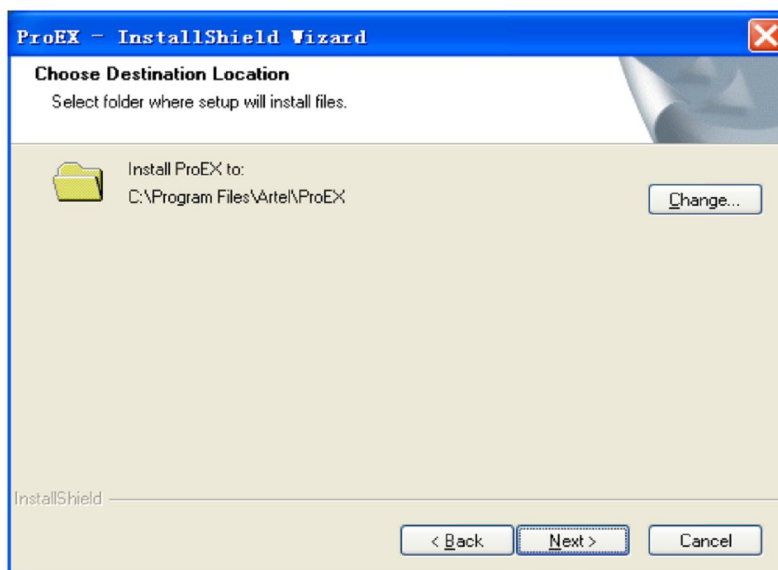 ProEX - InstallShield Wizard
Choose Destination Location
Select folder where setup will install files.
Install ProEX to:
C:\Program Files\Artel\ProEX
Change...
InstallShield
< Back Next > Cancel